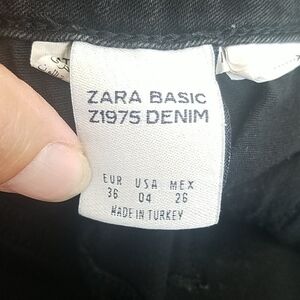 ZARA BASIC
Z1975 DENIM
EUR USA MEX
36 04 26
MADE IN TURKEY